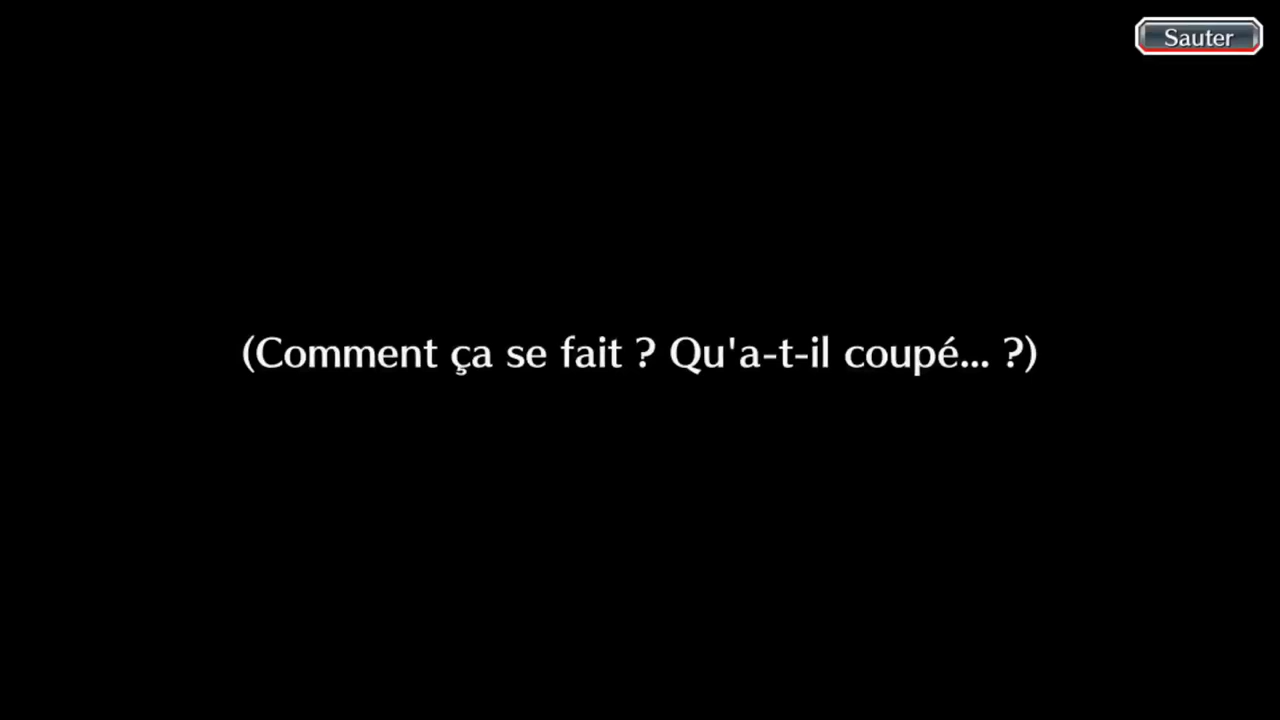 Sauter
(Comment ça se fait ? Qu'a-t-il coupé... ?)